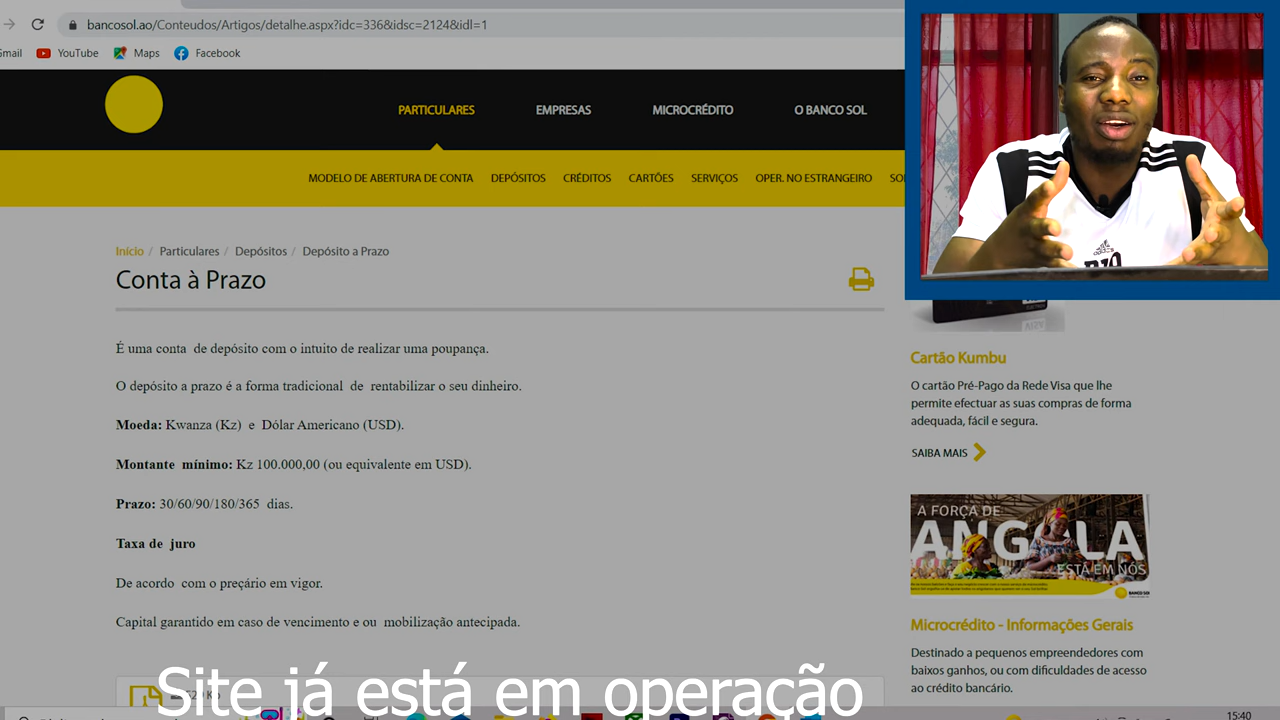 bancosol.ao/Conteudos/Artigos/detalhe.aspx?idc=336&idsc=2124&idl=1
Gmail YouTube Maps Facebook
PARTICULARES EMPRESAS MICROCRÉDITO O BANCO SOL
MODELO DE ABERTURA DE CONTA DEPÓSITOS CRÉDITOS CARTÕES SERVIÇOS OPER. NO ESTRANGEIRO
Início / Particulares / Depósitos / Depósito a Prazo
Conta à Prazo
É uma conta de depósito com o intuito de realizar uma poupança.
O depósito a prazo é a forma tradicional de rentabilizar o seu dinheiro.
Moeda: Kwanza (Kz) e Dólar Americano (USD).
Montante mínimo: Kz 100.000,00 (ou equivalente em USD).
Prazo: 30/60/90/180/365 dias.
Taxa de juro
De acordo com o preçário em vigor.
Capital garantido em caso de vencimento e ou mobilização antecipada.
Cartão Kumbu
O cartão Pré-Pago da Rede Visa que lhe
permite efectuar as suas compras de forma
adequada, fácil e segura.
SAIBA MAIS
A FORÇA DE
ANGOLA
ESTÁ EM NÓS
BANCO SOL
Microcrédito - Informações Gerais
Destinado a pequenos empreendedores com
baixos ganhos, ou com dificuldades de acesso
ao crédito bancário.
Site já está em operação
15:40